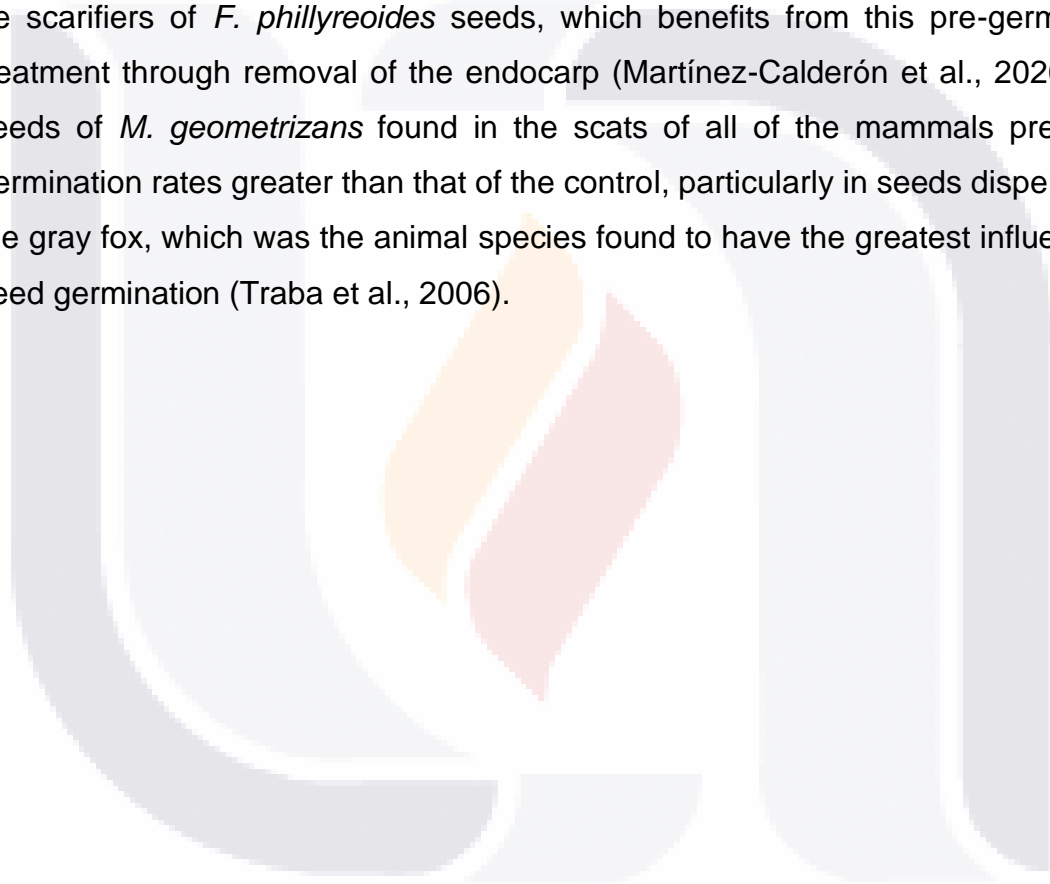 scarifiers of F. phillyreoides seeds, which benefits from this pre-germ
eatment through removal of the endocarp (Martínez-Calderón et al., 202
eeds of M. geometrizans found in the scats of all of the mammals pre
ermination rates greater than that of the control, particularly in seeds dispe
e gray fox, which was the animal species found to have the greatest influe
eed germination (Traba et al., 2006).